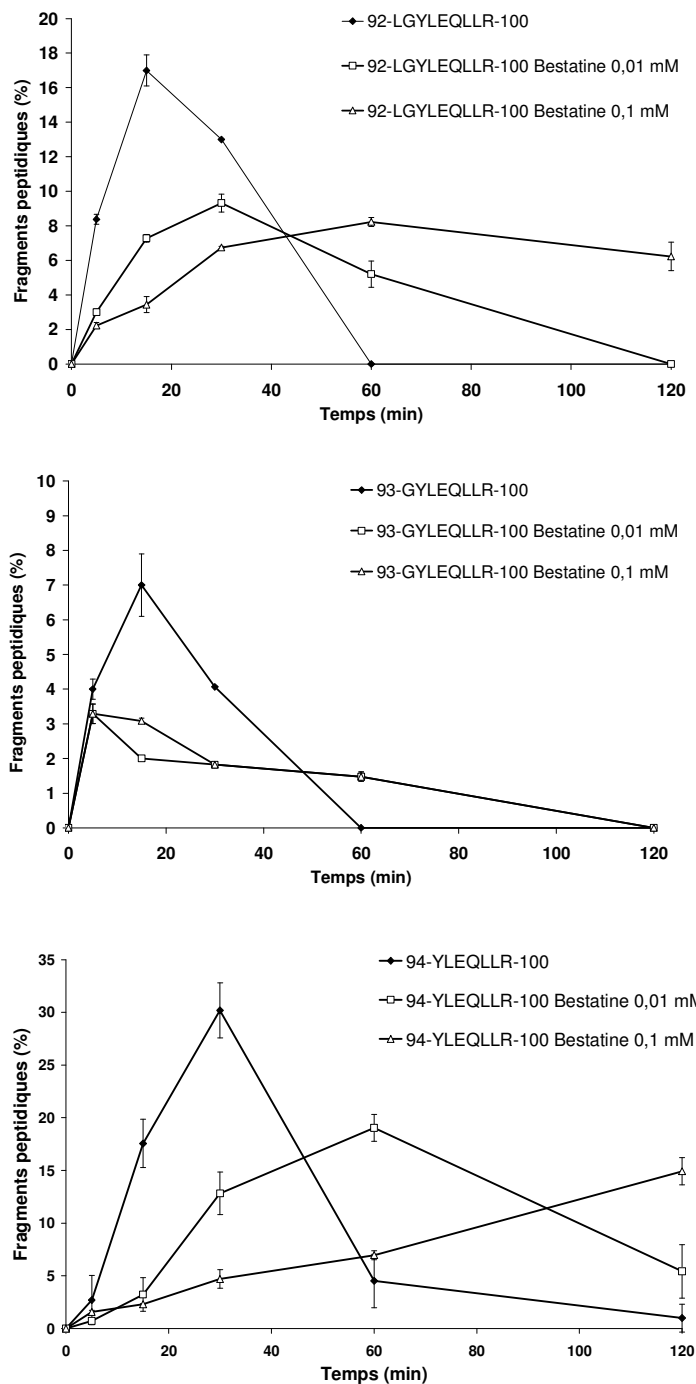 20
18
16
14
12
10
8
6
4
2
0
Fragments peptidiques (%)
92-LGYLEQLLR-100
92-LGYLEQLLR-100 Bestatine 0,01 mM
92-LGYLEQLLR-100 Bestatine 0,1 mM
0 20 40 60 80 100 120
Temps (min)
10
9
8
7
6
5
4
3
2
1
0
Fragments peptidiques (%)
93-GYLEQLLR-100
93-GYLEQLLR-100 Bestatine 0,01 mM
93-GYLEQLLR-100 Bestatine 0,1 mM
0 20 40 60 80 100 120
Temps (min)
35
30
25
20
15
10
5
0
Fragments peptidiques (%)
94-YLEQLLR-100
94-YLEQLLR-100 Bestatine 0,01 mM
94-YLEQLLR-100 Bestatine 0,1 mM
0 20 40 60 80 100 120
Temps (min)